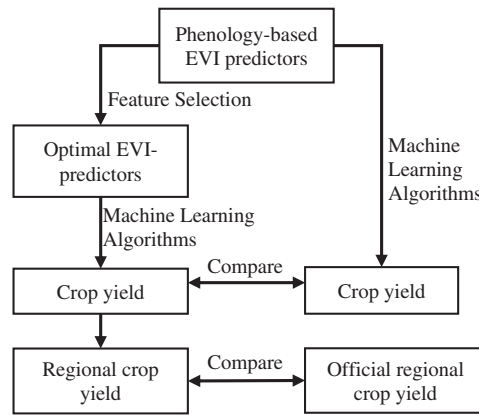 Phenology-based
EVI predictors
Feature Selection
Optimal EVI-
predictors
Machine
Learning
Algorithms
Machine Learning
Algorithms
Crop yield
Compare
Crop yield
Regional crop
yield
Compare
Official regional
crop yield